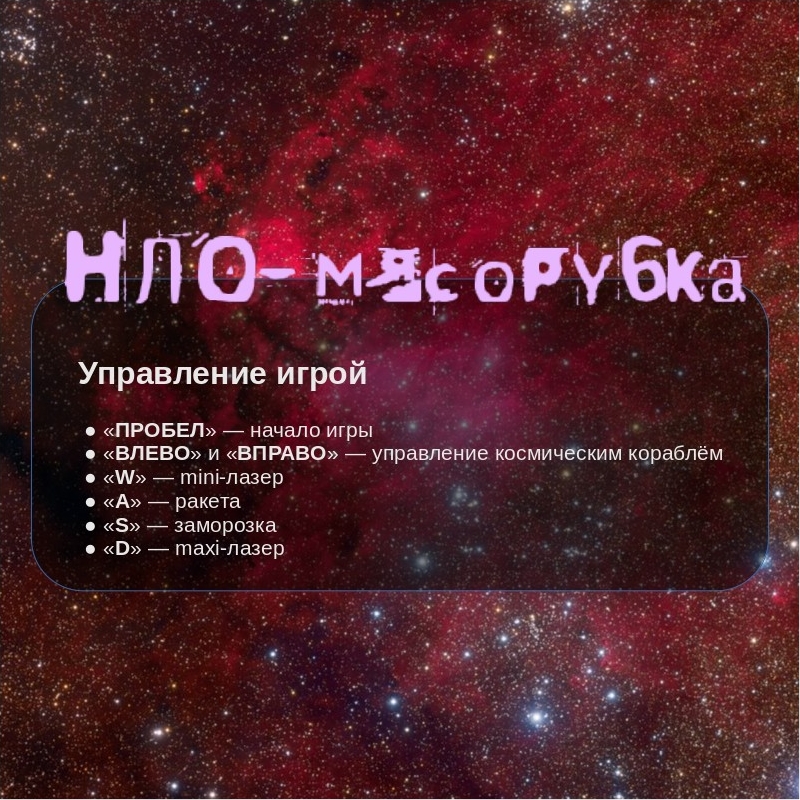 НЛО-мясорубка
Управление игрой
● «ПРОБЕЛ» — начало игры
● «ВЛЕВО» и «ВПРАВО» — управление космическим кораблём
● «W» — mini-лазер
● «A» — ракета
● «S» — заморозка
● «D» — maxi-лазер